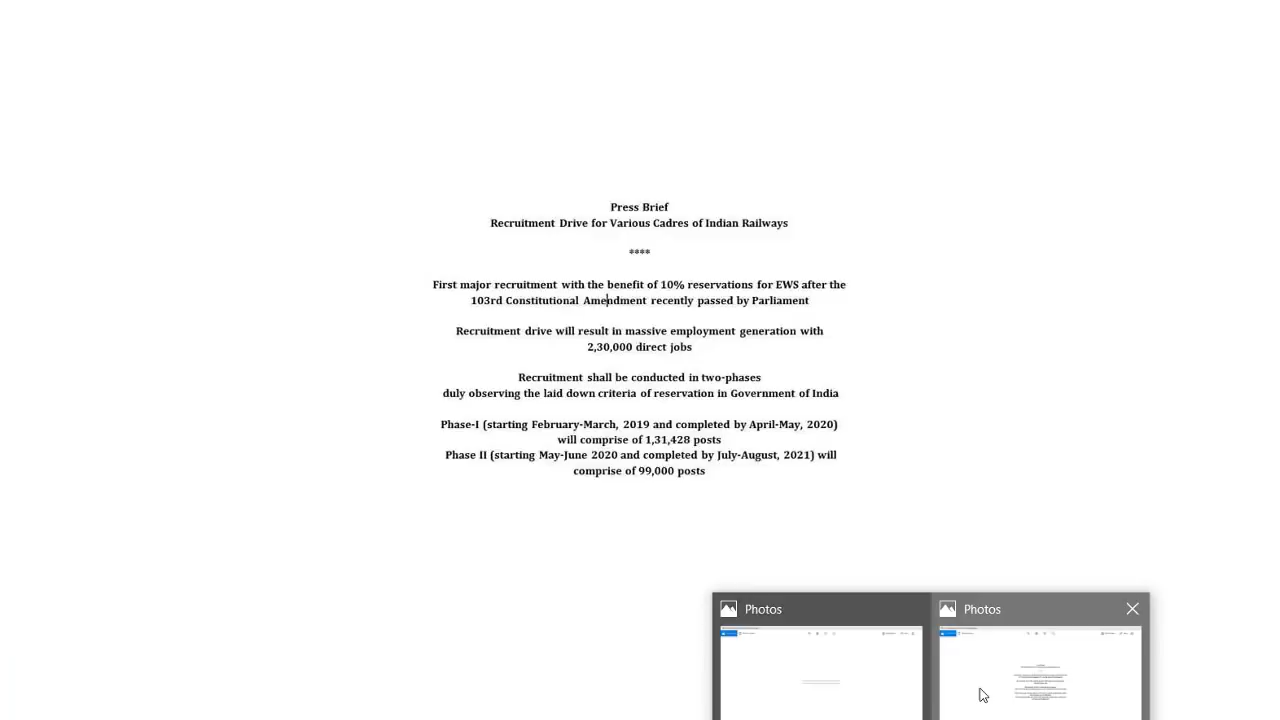 Press Brief
Recruitment Drive for Various Cadres of Indian Railways
****
First major recruitment with the benefit of 10% reservations for EWS after the
103rd Constitutional Amendment recently passed by Parliament
Recruitment drive will result in massive employment generation with
2,30,000 direct jobs
Recruitment shall be conducted in two-phases
duly observing the laid down criteria of reservation in Government of India
Phase-I (starting February-March, 2019 and completed by April-May, 2020)
will comprise of 1,31,428 posts
Phase II (starting May-June 2020 and completed by July-August, 2021) will
comprise of 99,000 posts
Photos
Photos